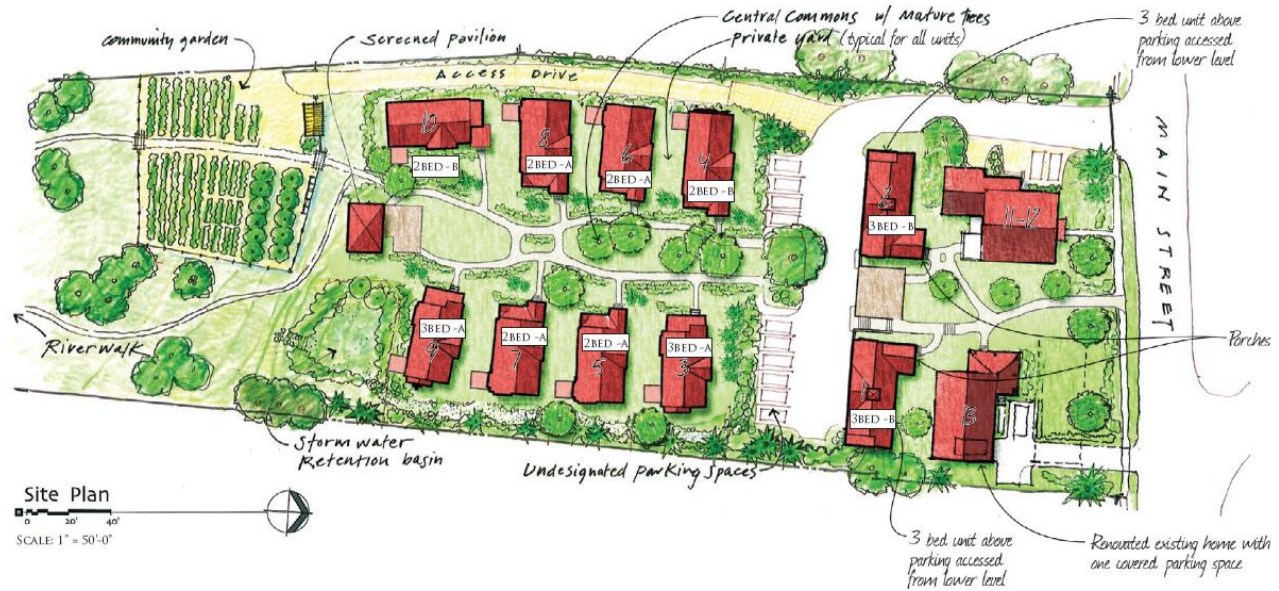 community garden
Screened pavilion
Central Commons w/ Mature Trees
private yard (typical for all units)
3 bed unit above
parking accessed
from lower level
Access Drive
10
2BED -B
8
2BED -A
6
2BED -A
4
2BED -B
2
3BED -B
11-12
MAIN STREET
Porches
Riverwalk
9
3BED -A
7
2BED -A
5
2BED -A
3
3BED -A
1
3BED -B
13
Storm water
Retention basin
Undesignated parking spaces
3 bed unit above
parking accessed
from lower level
Renovated existing home with
one covered parking space
Site Plan
0 20' 40'
SCALE: 1" = 50'-0"